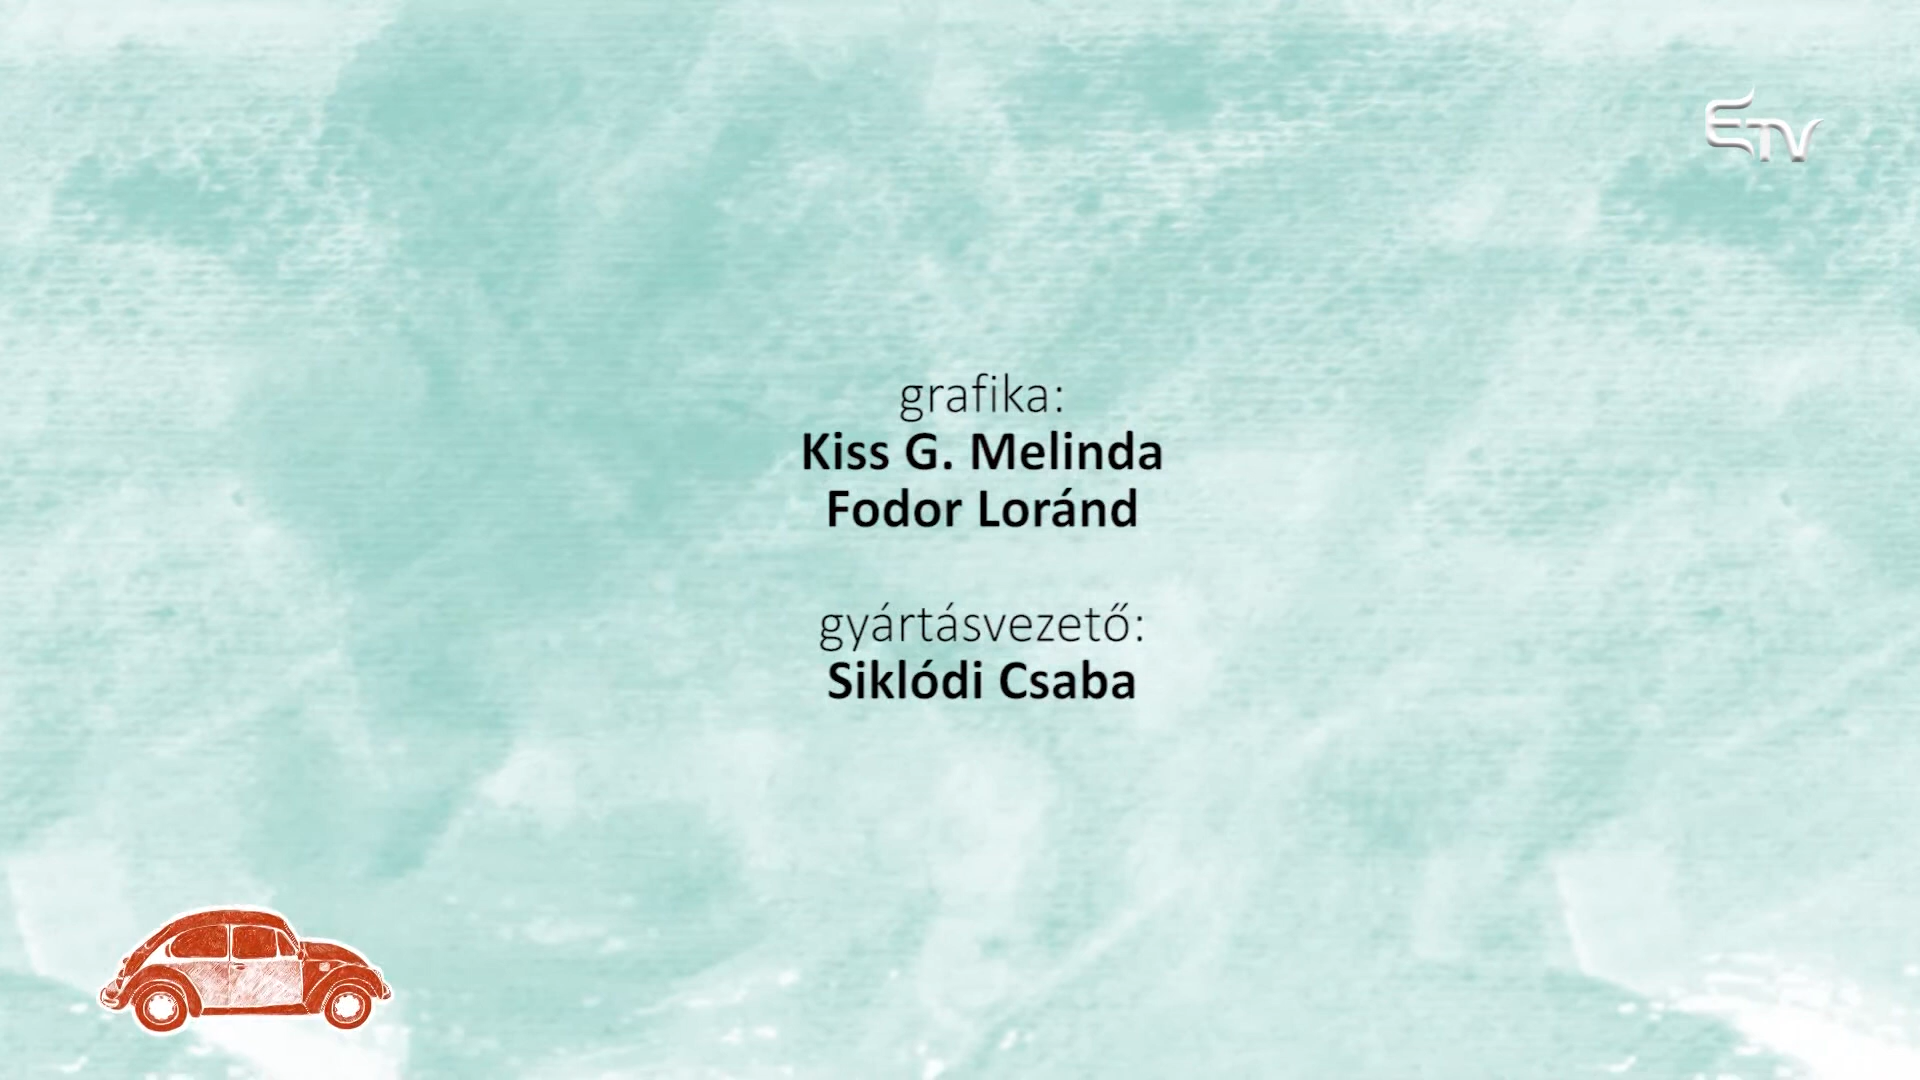 ETV
grafika:
Kiss G. Melinda
Fodor Loránd
gyártásvezető:
Siklódi Csaba